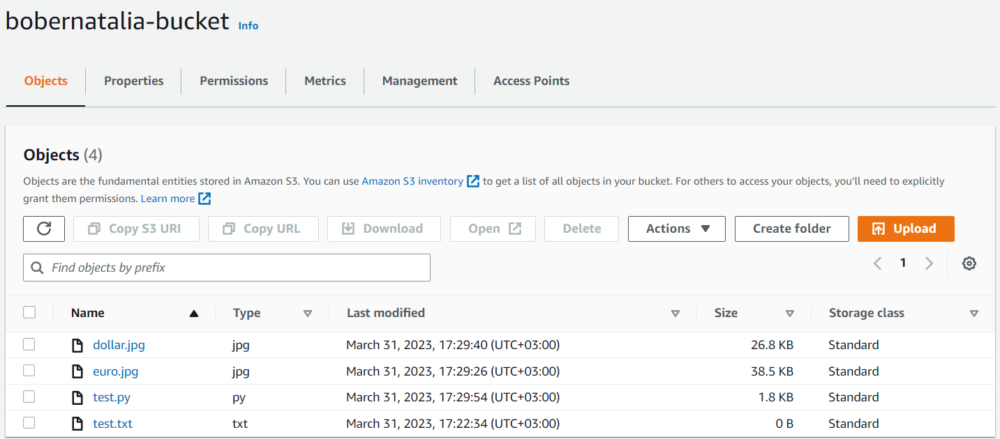 bobernatalia-bucket Info
Objects Properties Permissions Metrics Management Access Points
Objects (4)
Objects are the fundamental entities stored in Amazon S3. You can use Amazon S3 inventory to get a list of all objects in your bucket. For others to access your objects, you’ll need to explicitly
grant them permissions. Learn more
Copy S3 URI Copy URL Download Open Delete Actions Create folder Upload
Find objects by prefix 1
Name Type Last modified Size Storage class
dollar.jpg jpg March 31, 2023, 17:29:40 (UTC+03:00) 26.8 KB Standard
euro.jpg jpg March 31, 2023, 17:29:26 (UTC+03:00) 38.5 KB Standard
test.py py March 31, 2023, 17:29:54 (UTC+03:00) 1.8 KB Standard
test.txt txt March 31, 2023, 17:22:34 (UTC+03:00) 0 B Standard